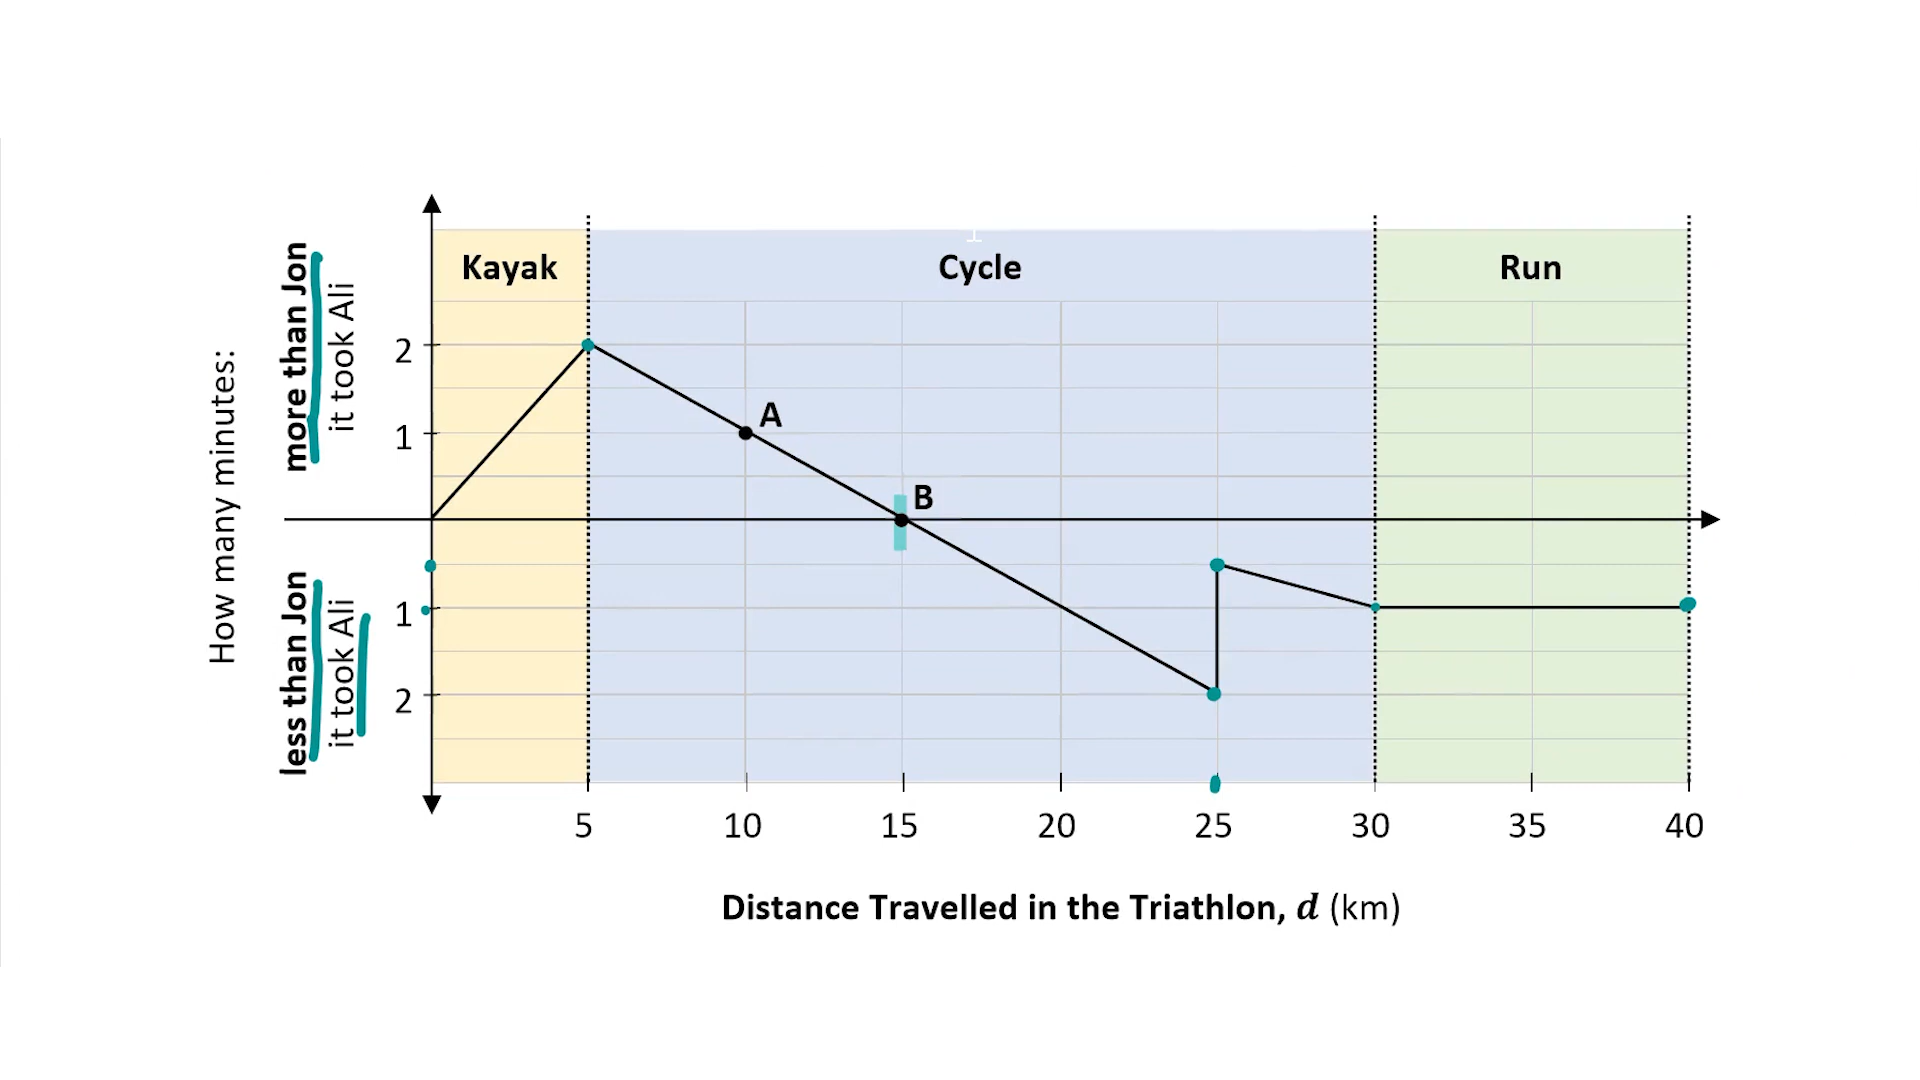 How many minutes:
more than Jon
it took Ali
less than Jon
it took Ali
Kayak
Cycle
Run
2
1
1
2
A
B
5 10 15 20 25 30 35 40
Distance Travelled in the Triathlon, d (km)